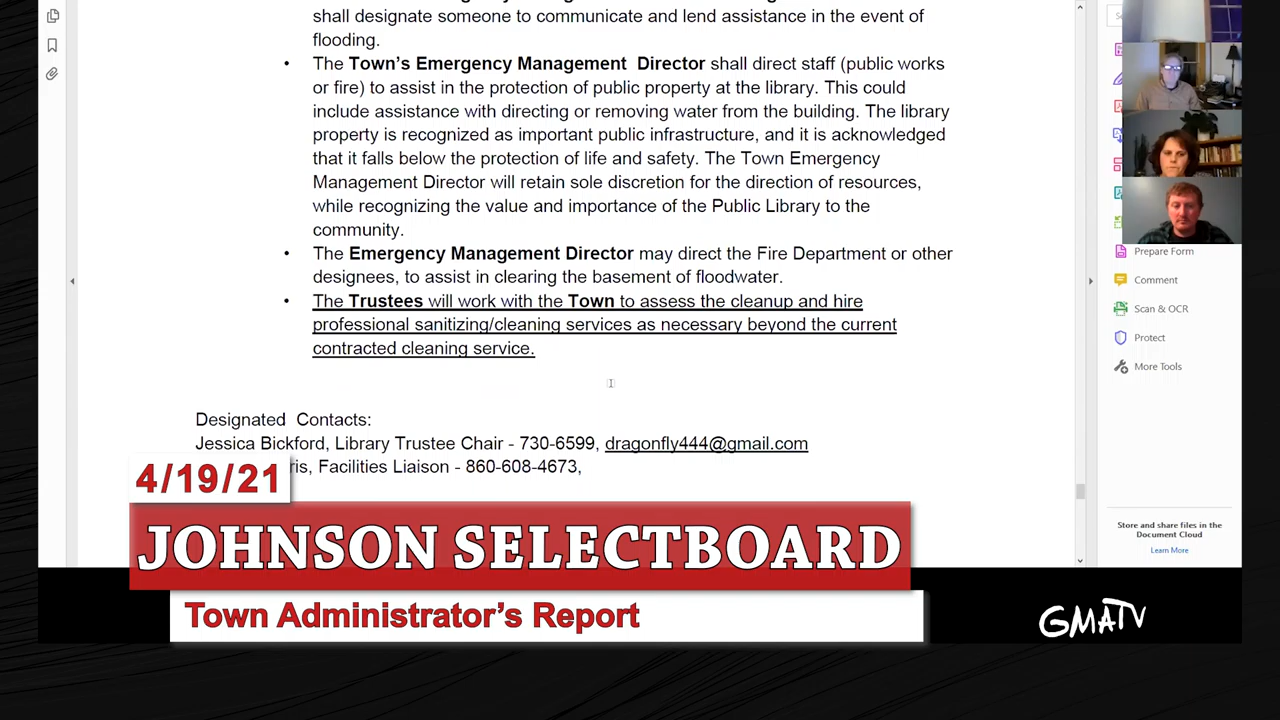 shall designate someone to communicate and lend assistance in the event of
flooding.
• The Town's Emergency Management Director shall direct staff (public works
or fire) to assist in the protection of public property at the library. This could
include assistance with directing or removing water from the building. The library
property is recognized as important public infrastructure, and it is acknowledged
that it falls below the protection of life and safety. The Town Emergency
Management Director will retain sole discretion for the direction of resources,
while recognizing the value and importance of the Public Library to the
community.
• The Emergency Management Director may direct the Fire Department or other
designees, to assist in clearing the basement of floodwater.
• The Trustees will work with the Town to assess the cleanup and hire
professional sanitizing/cleaning services as necessary beyond the current
contracted cleaning service.
Designated Contacts:
Jessica Bickford, Library Trustee Chair - 730-6599, dragonfly444@gmail.com
ris, Facilities Liaison - 860-608-4673,
Prepare Form
Comment
Scan & OCR
Protect
More Tools
Store and share files in the
Document Cloud
Learn More
4/19/21
JOHNSON SELECTBOARD
Town Administrator's Report
GMATV